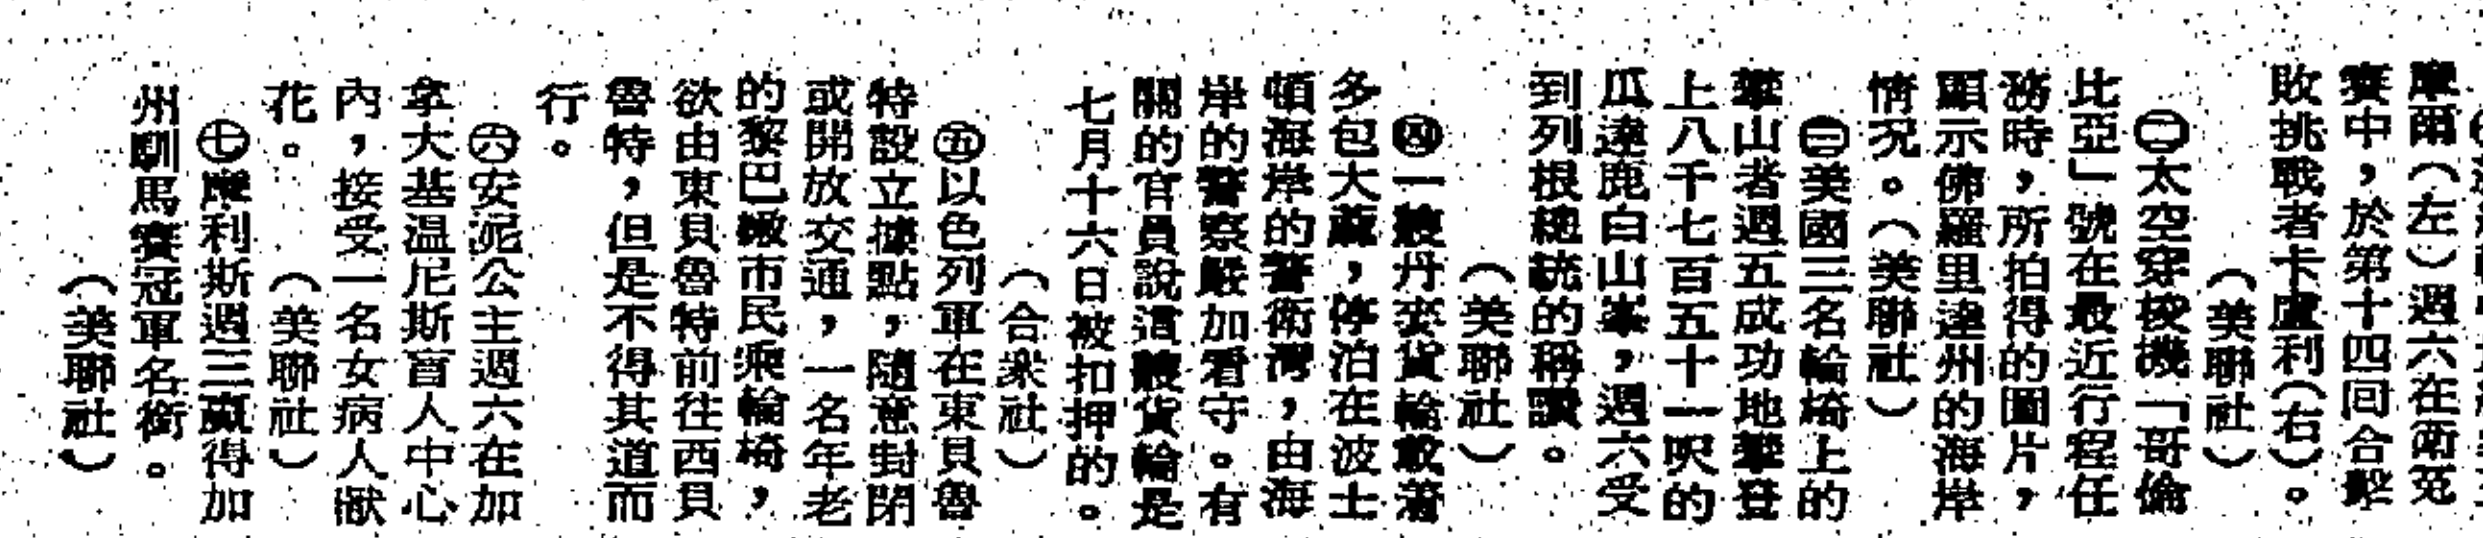 摩爾（左）週六在衛冕
賽中，於第十四回合擊
敗挑戰者卡盧利（右）。
（美聯社）
㊁太空穿梭機「哥倫
比亞」號在最近行程任
務時，所拍得的圖片，
顯示佛羅里達州的海岸
情況。（美聯社）
㊂美國三名輪椅上的
攀山者週五成功地攀登
上八千七百五十一呎的
瓜達鹿白山峯，週六受
到列根總統的稱讚。
（美聯社）
㊃一艘丹麥貨輪載着
多包大蔴，停泊在波士
頓海岸的警衛灣，由海
岸的警察嚴加看守。有
關的官員說這艘貨輪是
七月十六日被扣押的。
（合衆社）
㊄以色列軍在東貝魯
特設立據點，隨意封閉
或開放交通，一名年老
的黎巴嫩市民乘輪椅，
欲由東貝魯特前往西貝
魯特，但是不得其道而
行。
㊅安泥公主週六在加
拿大基温尼斯盲人中心
內，接受一名女病人獻
花。（美聯社）
㊆摩利斯週三贏得加
州馴馬賽冠軍名銜。
（美聯社）